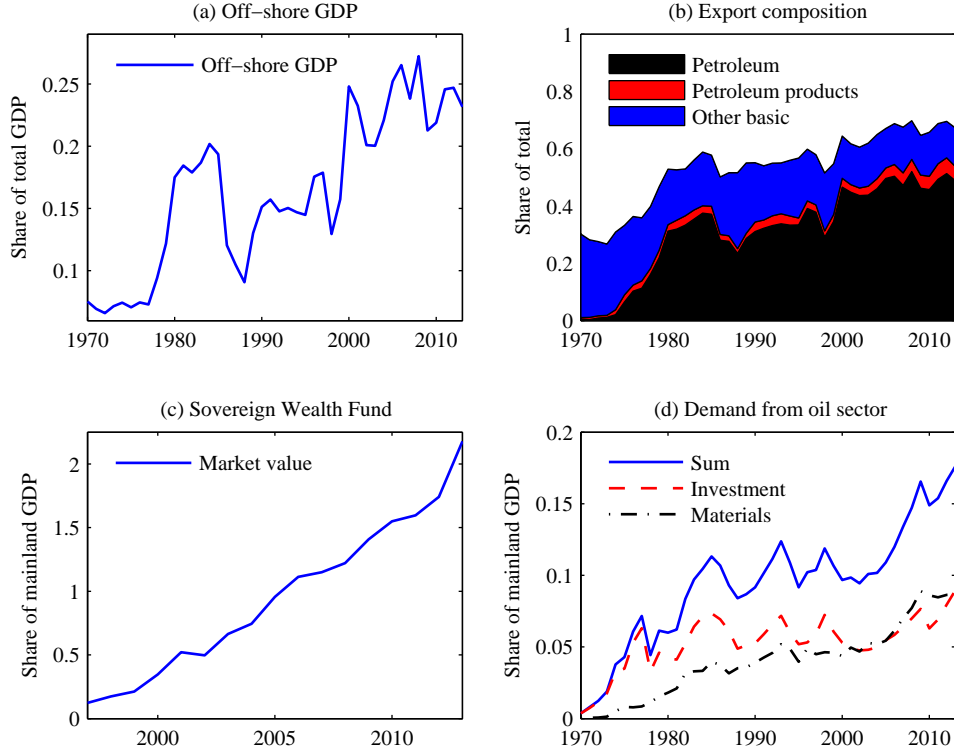 (a) Off−shore GDP
Off−shore GDP
Share of total GDP
0.25
0.2
0.15
0.1
1970 1980 1990 2000 2010
(b) Export composition
Petroleum
Petroleum products
Other basic
Share of total
1
0.8
0.6
0.4
0.2
0
1970 1980 1990 2000 2010
(c) Sovereign Wealth Fund
Market value
Share of mainland GDP
2
1.5
1
0.5
0
2000 2005 2010
(d) Demand from oil sector
Sum
Investment
Materials
Share of mainland GDP
0.2
0.15
0.1
0.05
0
1970 1980 1990 2000 2010